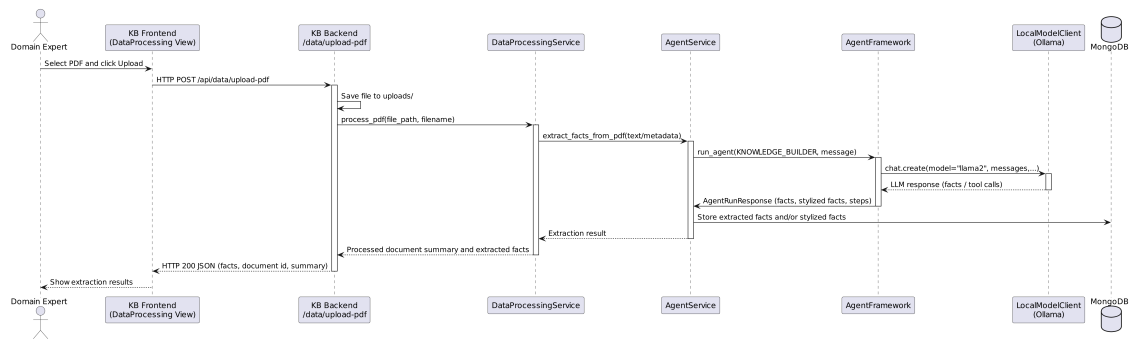 Domain Expert
KB Frontend
(DataProcessing View)
KB Backend
/data/upload-pdf
DataProcessingService
AgentService
AgentFramework
LocalModelClient
(Ollama)
MongoDB
Select PDF and click Upload
HTTP POST /api/data/upload-pdf
Save file to uploads/
process_pdf(file_path, filename)
extract_facts_from_pdf(text/metadata)
run_agent(KNOWLEDGE_BUILDER, message)
chat.create(model="llama2", messages,...)
LLM response (facts / tool calls)
AgentRunResponse (facts, stylized facts, steps)
Store extracted facts and/or stylized facts
Extraction result
Processed document summary and extracted facts
HTTP 200 JSON (facts, document id, summary)
Show extraction results
Domain Expert
KB Frontend
(DataProcessing View)
KB Backend
/data/upload-pdf
DataProcessingService
AgentService
AgentFramework
LocalModelClient
(Ollama)
MongoDB